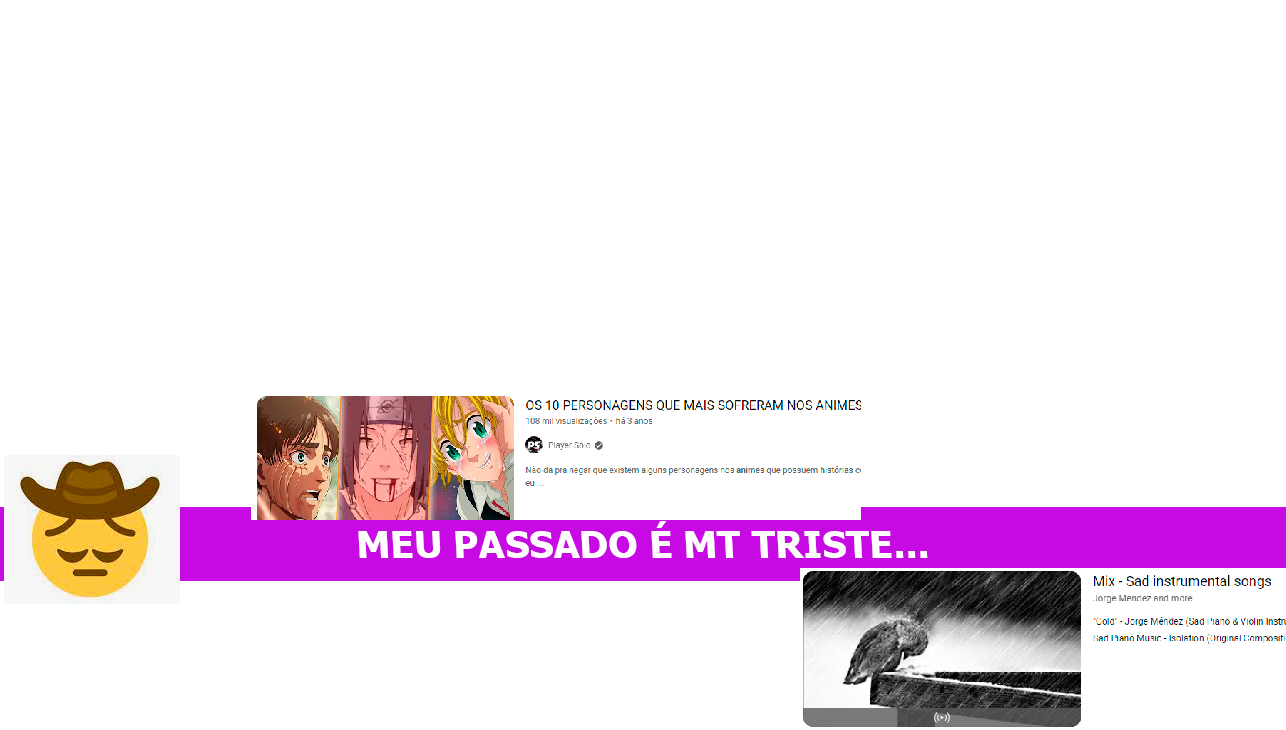 OS 10 PERSONAGENS QUE MAIS SOFRERAM NOS ANIMES
108 mil visualizações • há 3 anos
PS
Player Solo
Não da pra negar que existem alguns personagens nos animes que possuem histórias
eu ...
MEU PASSADO É MT TRISTE...
Mix - Sad instrumental songs
Jorge Mendez and more
"Cold" - Jorge Méndez (Sad Piano & Violin
Sad Piano Music - Isolation (Original